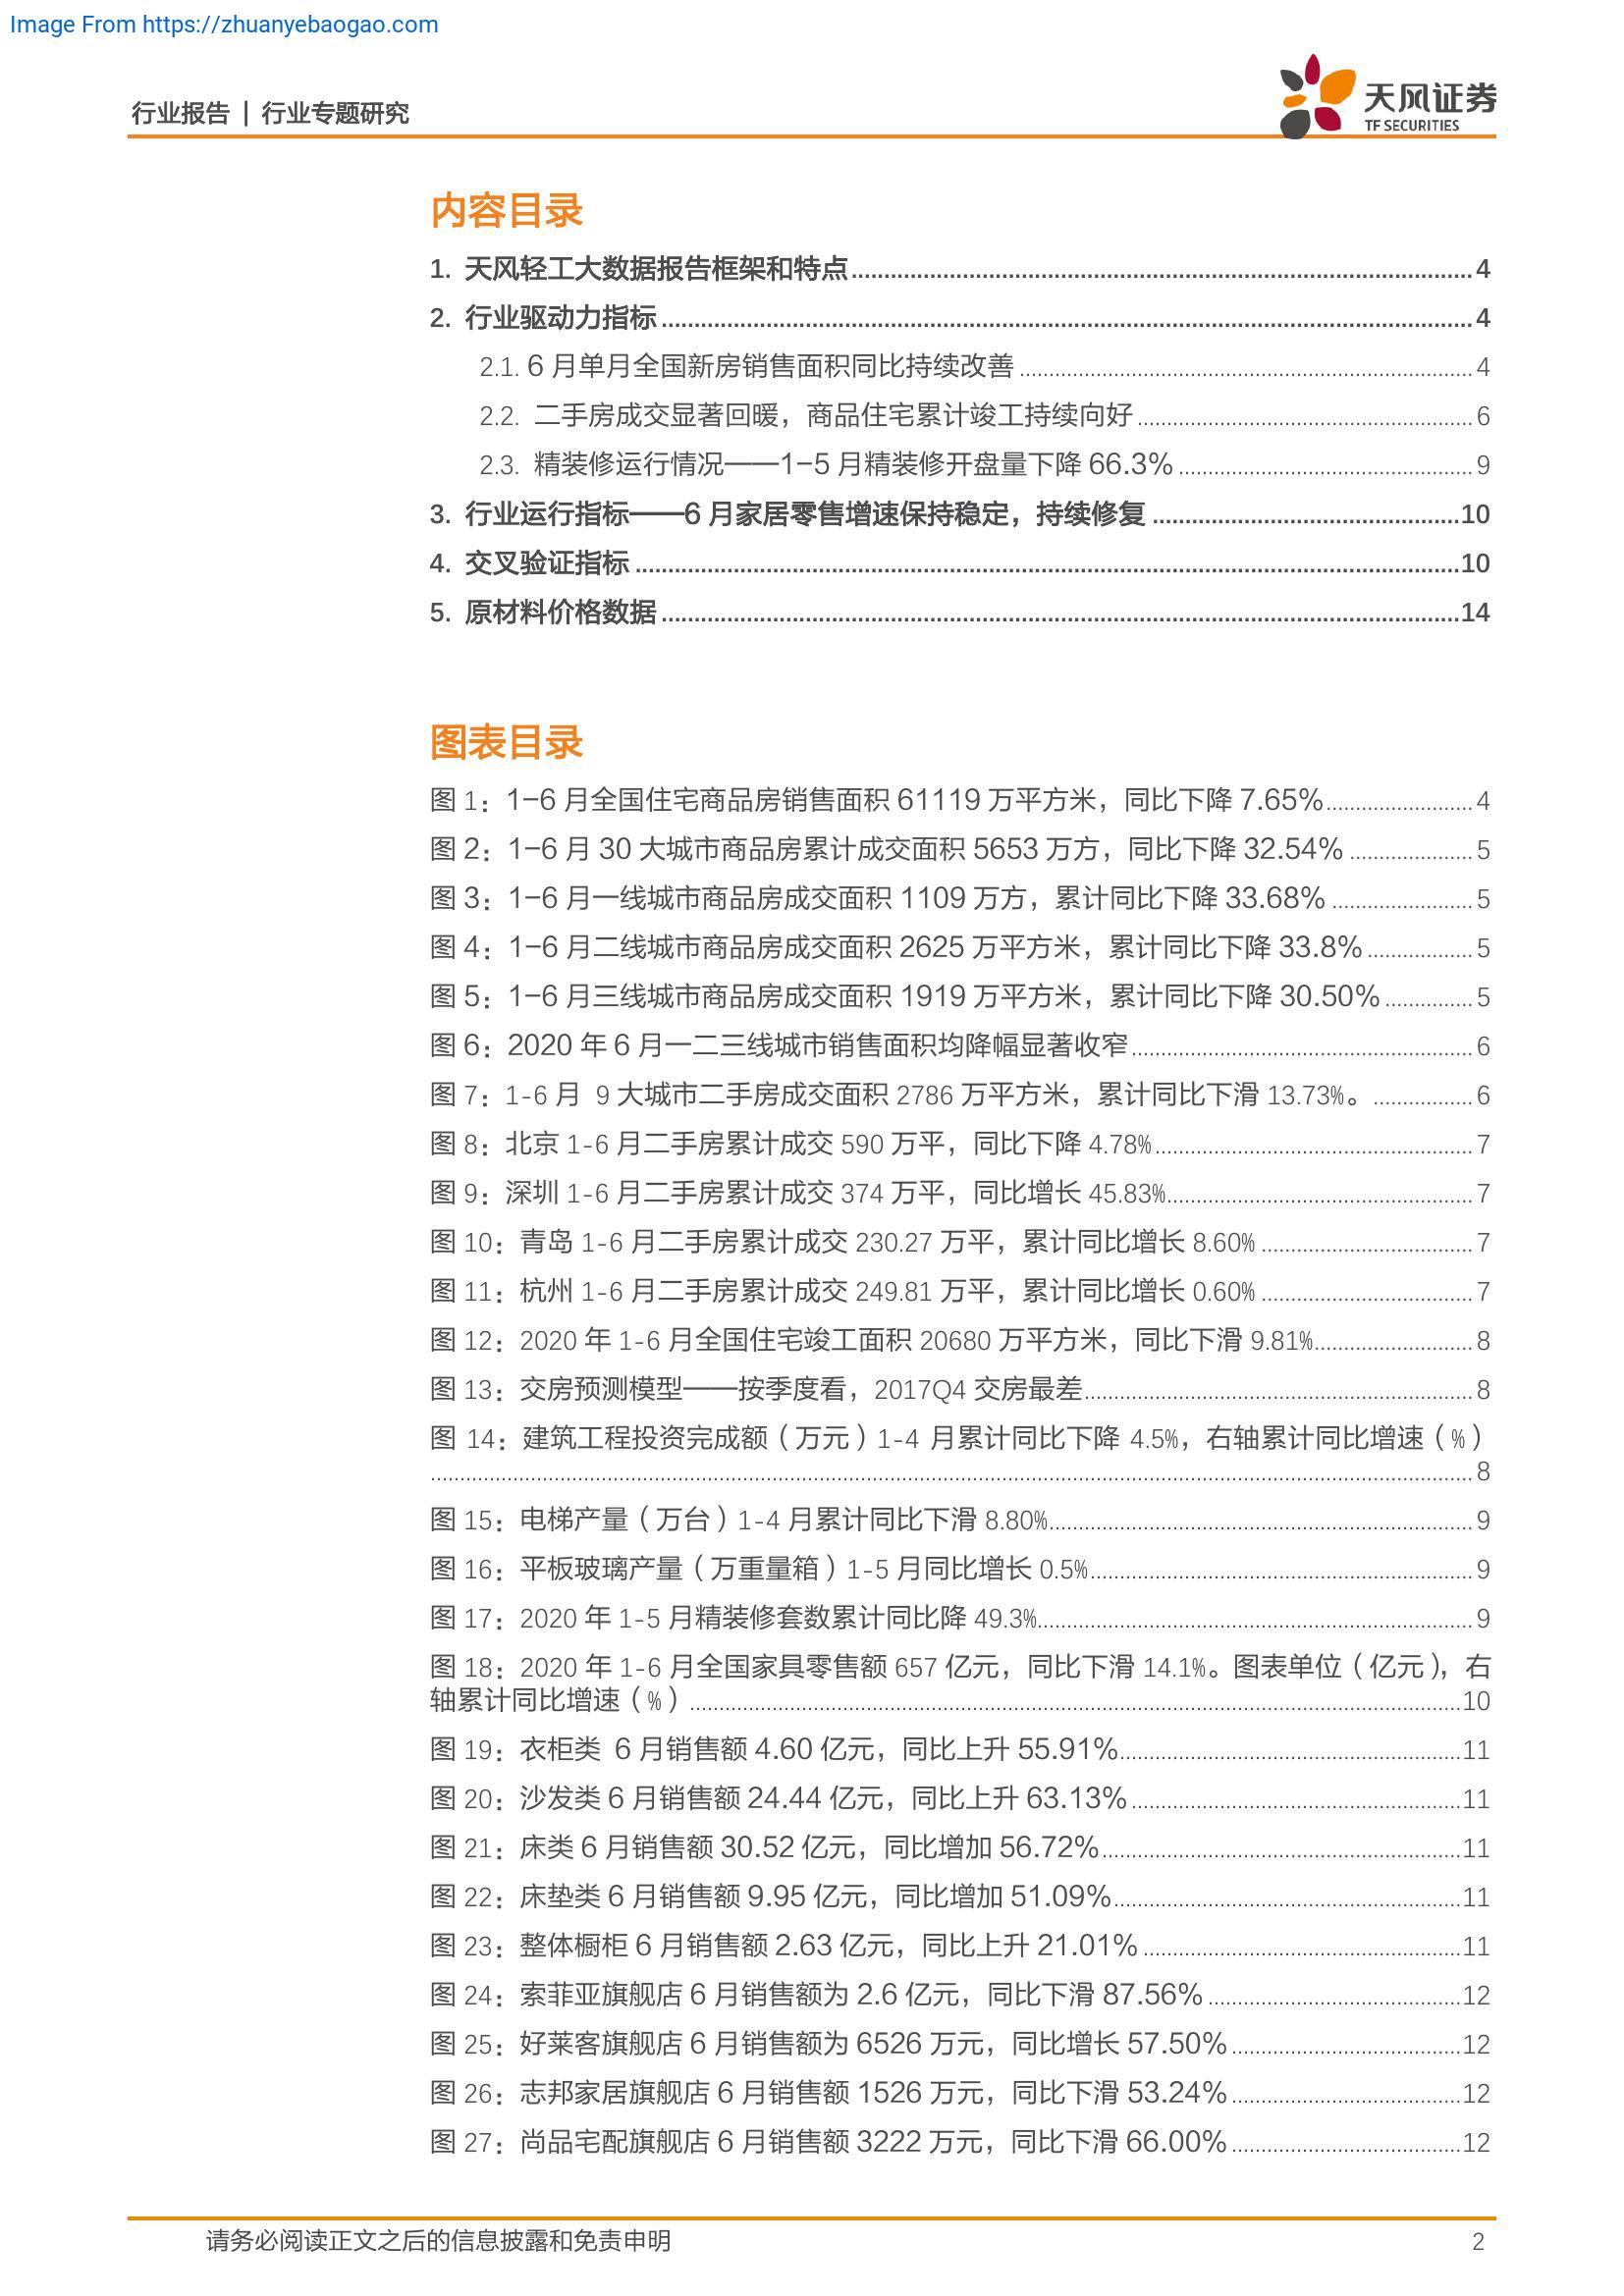 Image From https://zhuanyebaogao.com
行业报告 | 行业专题研究
天风证券
TF SECURITIES
内容目录
1. 天风轻工大数据报告框架和特点 4
2. 行业驱动力指标 4
2.1. 6 月单月全国新房销售面积同比持续改善 4
2.2. 二手房成交显著回暖，商品住宅累计竣工持续向好 6
2.3. 精装修运行情况——1-5 月精装修开盘量下降 66.3% 9
3. 行业运行指标——6 月家居零售增速保持稳定，持续修复 10
4. 交叉验证指标 10
5. 原材料价格数据 14
图表目录
图 1：1-6 月全国住宅商品房销售面积 61119 万平方米，同比下降 7.65% 4
图 2：1-6 月 30 大城市商品房累计成交面积 5653 万方，同比下降 32.54% 5
图 3：1-6 月一线城市商品房成交面积 1109 万方，累计同比下降 33.68% 5
图 4：1-6 月二线城市商品房成交面积 2625 万平方米，累计同比下降 33.8% 5
图 5：1-6 月三线城市商品房成交面积 1919 万平方米，累计同比下降 30.50% 5
图 6：2020 年 6 月一二三线城市销售面积均降幅显著收窄 6
图 7：1-6 月 9 大城市二手房成交面积 2786 万平方米，累计同比下滑 13.73%。 6
图 8：北京 1-6 月二手房累计成交 590 万平，同比下降 4.78% 7
图 9：深圳 1-6 月二手房累计成交 374 万平，同比增长 45.83% 7
图 10：青岛 1-6 月二手房累计成交 230.27 万平，累计同比增长 8.60% 7
图 11：杭州 1-6 月二手房累计成交 249.81 万平，累计同比增长 0.60% 7
图 12：2020 年 1-6 月全国住宅竣工面积 20680 万平方米，同比下滑 9.81% 8
图 13：交房预测模型——按季度看，2017Q4 交房最差 8
图 14：建筑工程投资完成额（万元）1-4 月累计同比下降 4.5%，右轴累计同比增速（%）
8
图 15：电梯产量（万台）1-4 月累计同比下滑 8.80% 9
图 16：平板玻璃产量（万重量箱）1-5 月同比增长 0.5% 9
图 17：2020 年 1-5 月精装修套数累计同比降 49.3% 9
图 18：2020 年 1-6 月全国家具零售额 657 亿元，同比下滑 14.1%。图表单位（亿元），右
轴累计同比增速（%） 10
图 19：衣柜类 6 月销售额 4.60 亿元，同比上升 55.91% 11
图 20：沙发类 6 月销售额 24.44 亿元，同比上升 63.13% 11
图 21：床类 6 月销售额 30.52 亿元，同比增加 56.72% 11
图 22：床垫类 6 月销售额 9.95 亿元，同比增加 51.09% 11
图 23：整体橱柜 6 月销售额 2.63 亿元，同比上升 21.01% 11
图 24：索菲亚旗舰店 6 月销售额为 2.6 亿元，同比下滑 87.56% 12
图 25：好莱客旗舰店 6 月销售额为 6526 万元，同比增长 57.50% 12
图 26：志邦家居旗舰店 6 月销售额 1526 万元，同比下滑 53.24% 12
图 27：尚品宅配旗舰店 6 月销售额 3222 万元，同比下滑 66.00% 12
请务必阅读正文之后的信息披露和免责申明 2